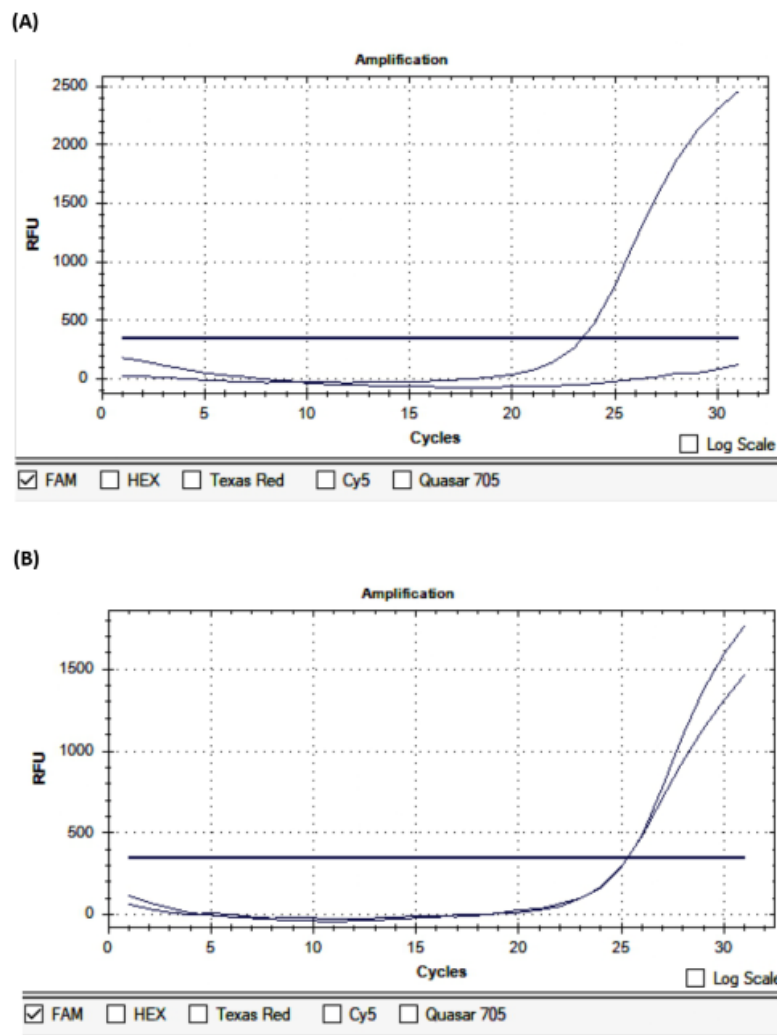 (A)
Amplification
2500
2000
1500
1000
500
0
RFU
0 5 10 15 20 25 30
Cycles
Log Scale
FAM HEX Texas Red Cy5 Quasar 705
(B)
Amplification
1500
1000
500
0
RFU
0 5 10 15 20 25 30
Cycles
Log Scale
FAM HEX Texas Red Cy5 Quasar 705